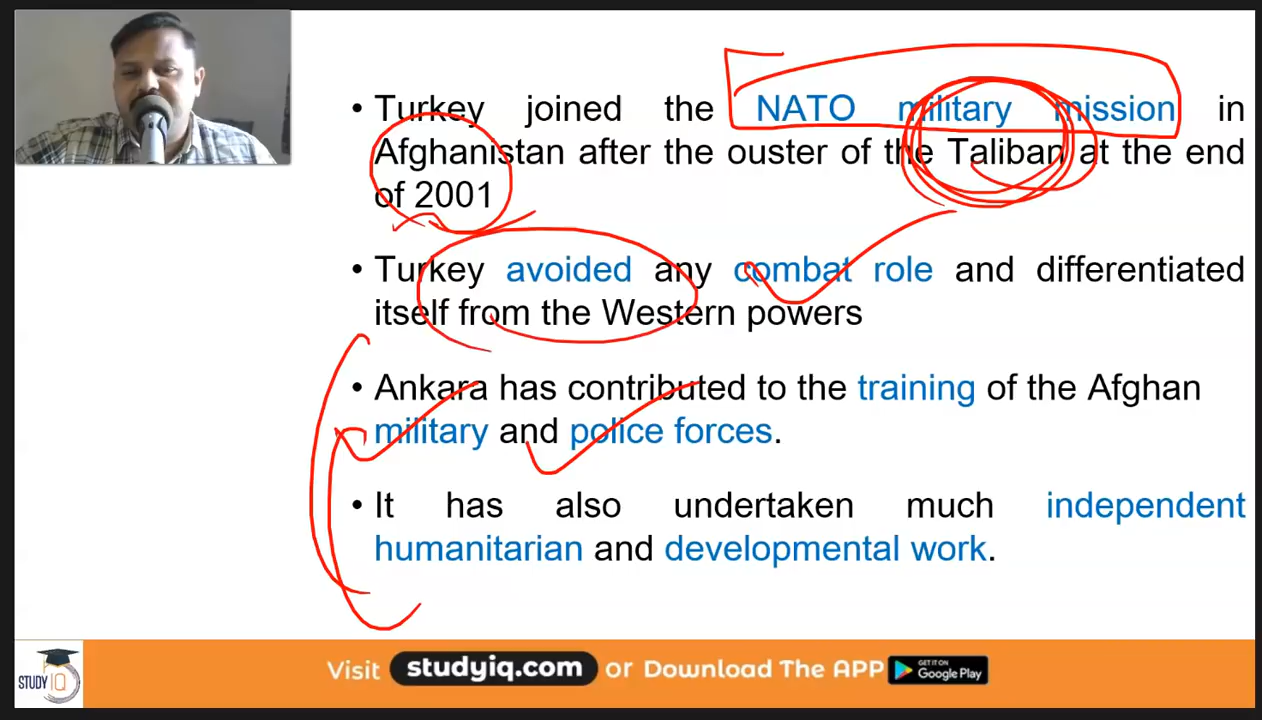 • Turkey joined the NATO military mission in
Afghanistan after the ouster of the Taliban at the end
of 2001
• Turkey avoided any combat role and differentiated
itself from the Western powers
• Ankara has contributed to the training of the Afghan
military and police forces.
• It has also undertaken much independent
humanitarian and developmental work.
STUDY IQ
Visit studyiq.com or Download The APP
GET IT ON
Google Play